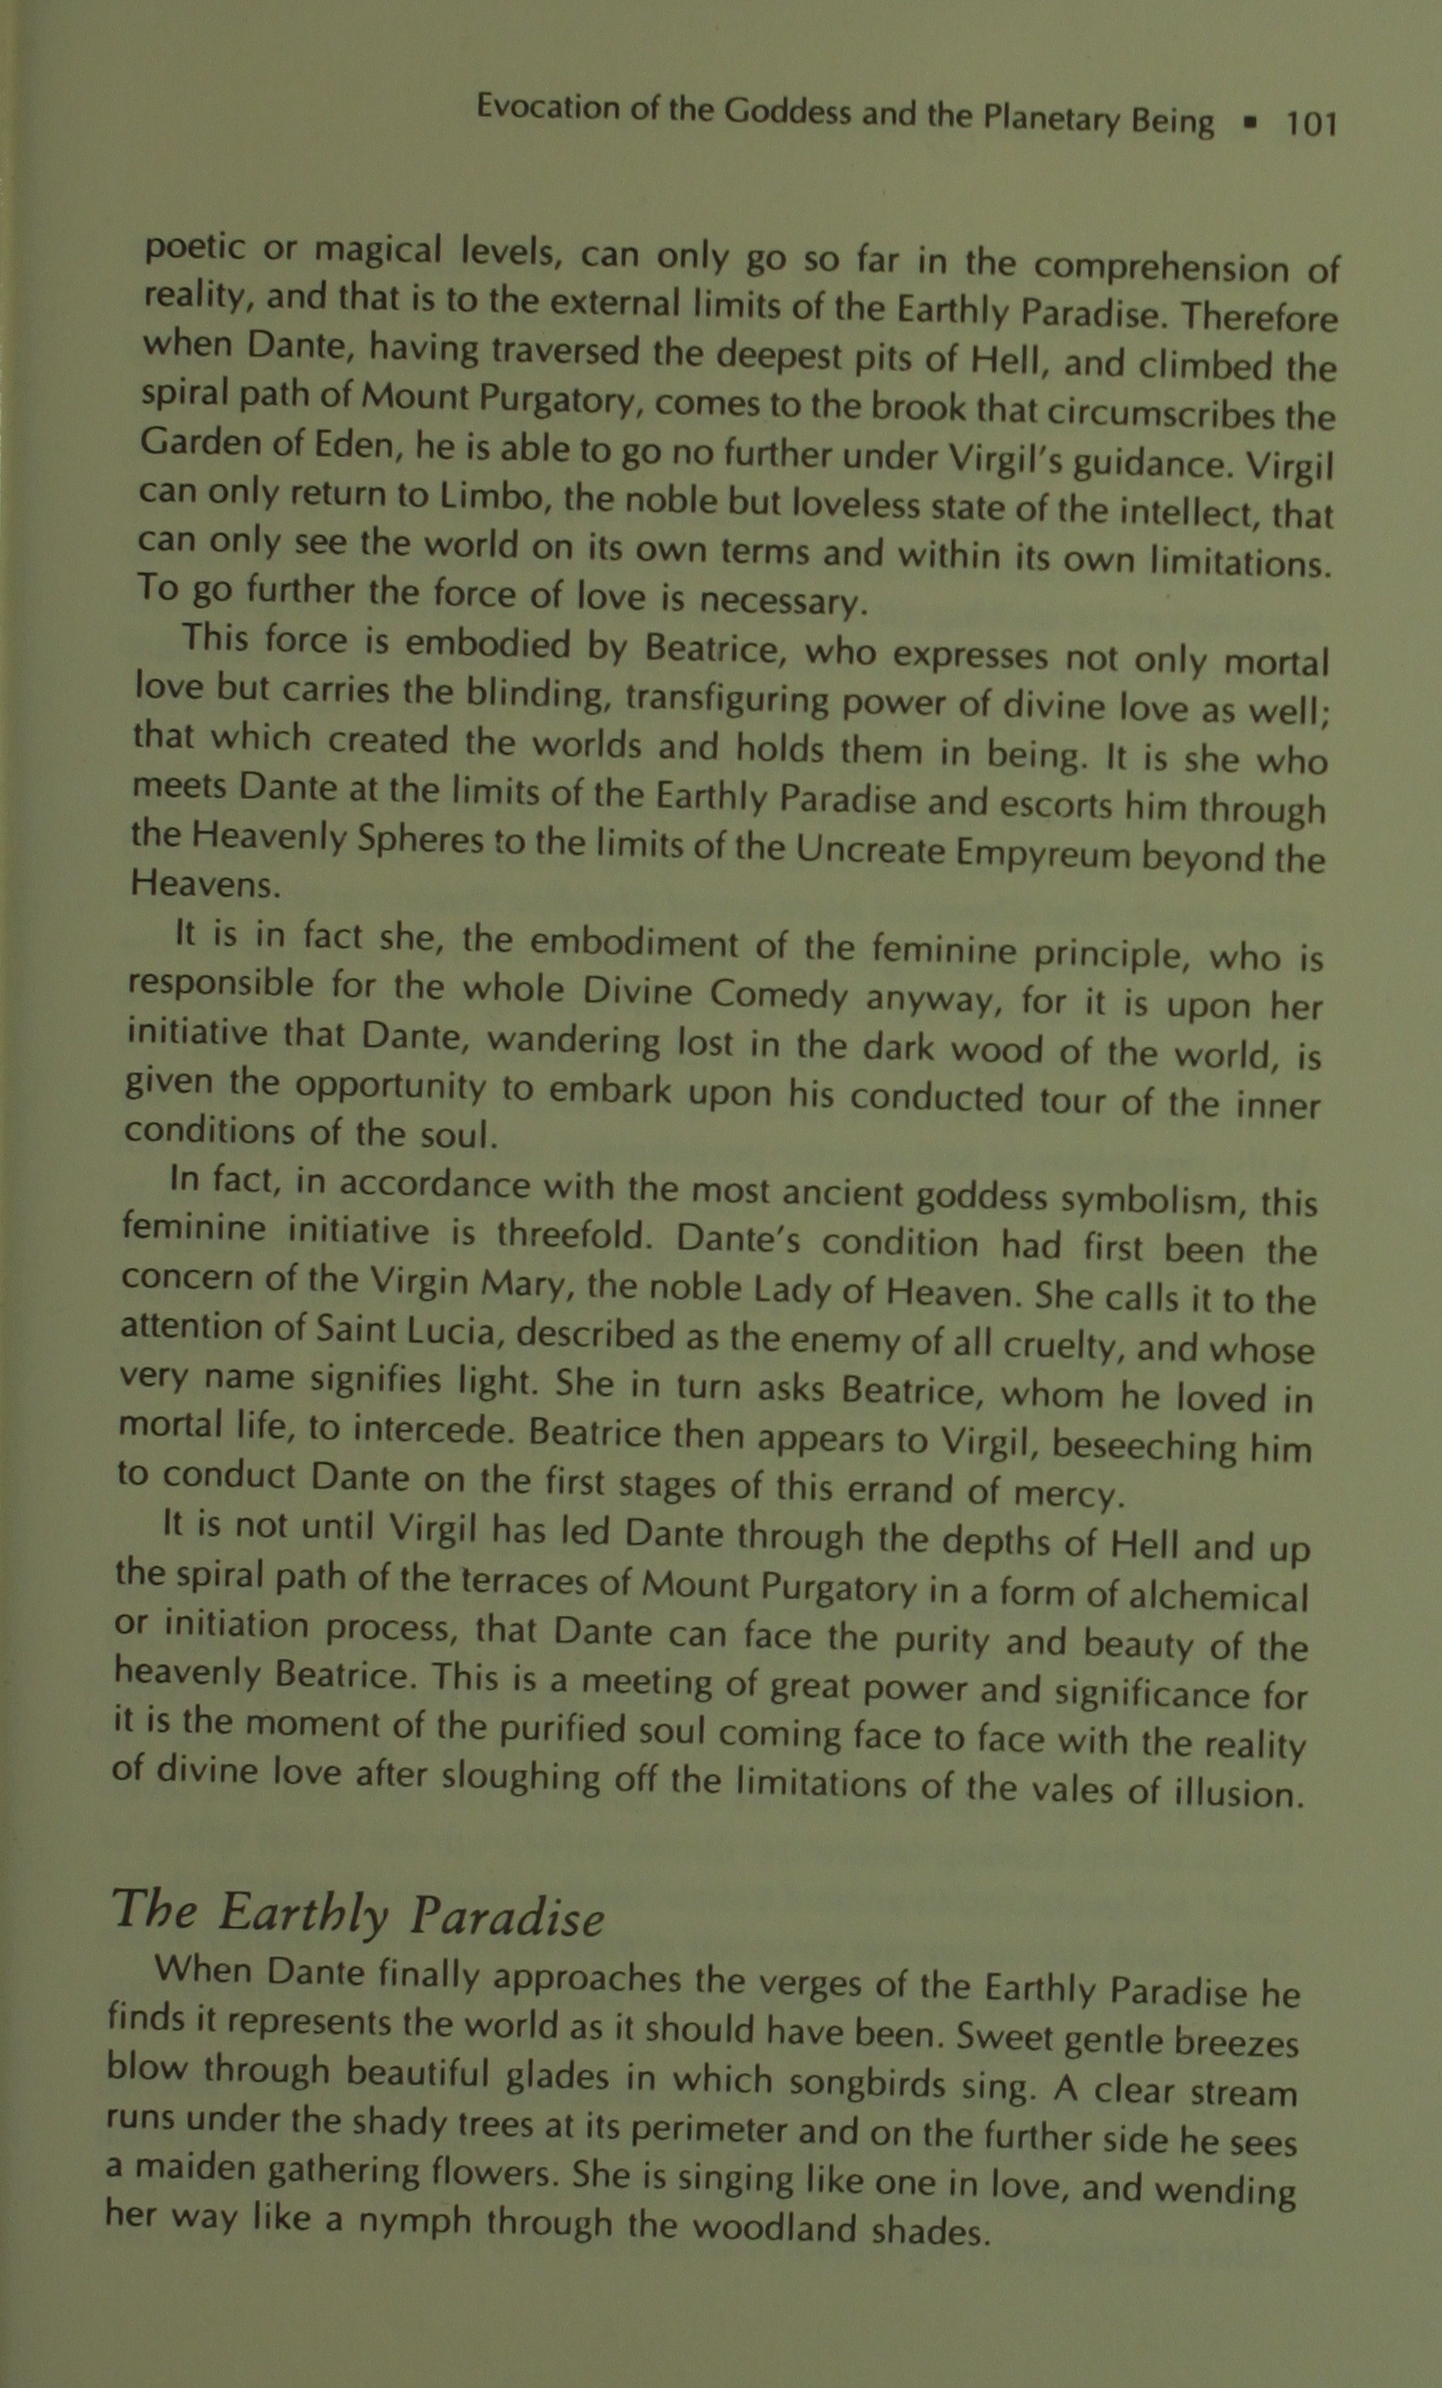 Evocation of the Goddess and the Planetary Being ▪ 101
poetic or magical levels, can only go so far in the comprehension of
reality, and that is to the external limits of the Earthly Paradise. Therefore
when Dante, having traversed the deepest pits of Hell, and climbed the
spiral path of Mount Purgatory, comes to the brook that circumscribes the
Garden of Eden, he is able to go no further under Virgil's guidance. Virgil
can only return to Limbo, the noble but loveless state of the intellect, that
can only see the world on its own terms and within its own limitations.
To go further the force of love is necessary.
This force is embodied by Beatrice, who expresses not only mortal
love but carries the blinding, transfiguring power of divine love as well;
that which created the worlds and holds them in being. It is she who
meets Dante at the limits of the Earthly Paradise and escorts him through
the Heavenly Spheres to the limits of the Uncreate Empyreum beyond the
Heavens.
It is in fact she, the embodiment of the feminine principle, who is
responsible for the whole Divine Comedy anyway, for it is upon her
initiative that Dante, wandering lost in the dark wood of the world, is
given the opportunity to embark upon his conducted tour of the inner
conditions of the soul.
In fact, in accordance with the most ancient goddess symbolism, this
feminine initiative is threefold. Dante's condition had first been the
concern of the Virgin Mary, the noble Lady of Heaven. She calls it to the
attention of Saint Lucia, described as the enemy of all cruelty, and whose
very name signifies light. She in turn asks Beatrice, whom he loved in
mortal life, to intercede. Beatrice then appears to Virgil, beseeching him
to conduct Dante on the first stages of this errand of mercy.
It is not until Virgil has led Dante through the depths of Hell and up
the spiral path of the terraces of Mount Purgatory in a form of alchemical
or initiation process, that Dante can face the purity and beauty of the
heavenly Beatrice. This is a meeting of great power and significance for
it is the moment of the purified soul coming face to face with the reality
of divine love after sloughing off the limitations of the vales of illusion.
The Earthly Paradise
When Dante finally approaches the verges of the Earthly Paradise he
finds it represents the world as it should have been. Sweet gentle breezes
blow through beautiful glades in which songbirds sing. A clear stream
runs under the shady trees at its perimeter and on the further side he sees
a maiden gathering flowers. She is singing like one in love, and wending
her way like a nymph through the woodland shades.